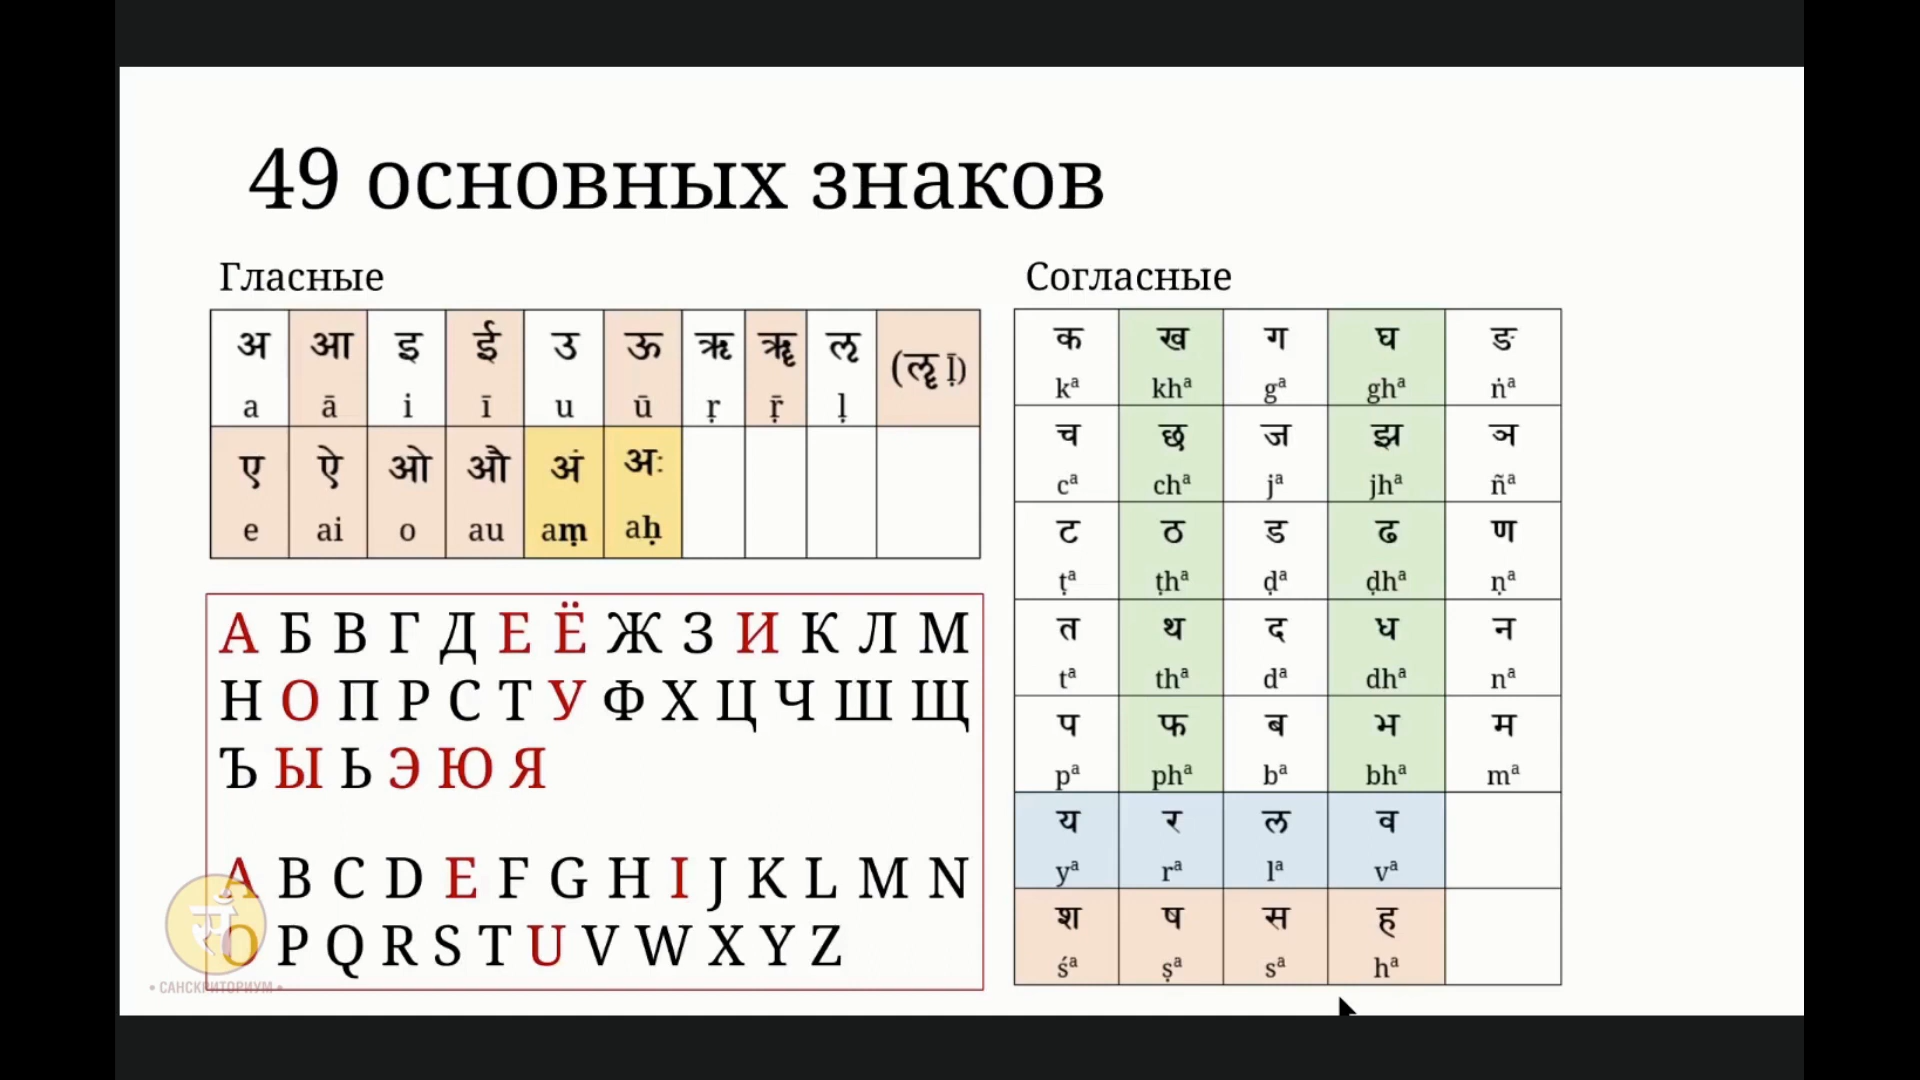 49 основных знаков
Гласные
अ आ इ ई उ ऊ ऋ ॠ ऌ (ॡ ḹ)
a ā i ī u ū ṛ ṝ ḷ
ए ऐ ओ औ अं अः
e ai o au aṃ aḥ
А Б В Г Д Е Ё Ж З И К Л М
Н О П Р С Т У Ф Х Ц Ч Ш Щ
Ъ Ы Ь Э Ю Я
A B C D E F G H I J K L M N
O P Q R S T U V W X Y Z
• САНСКРИТОРИУМ •
Согласные
क ख ग घ ङ
kª khª gª ghª ṅª
च छ ज झ ञ
cª chª jª jhª ñª
ट ठ ड ढ ण
ṭª ṭhª ḍª ḍhª ṇª
त थ द ध न
tª thª dª dhª nª
प फ ब भ म
pª phª bª bhª mª
य र ल व
yª rª lª vª
श ष स ह
śª ṣª sª hª